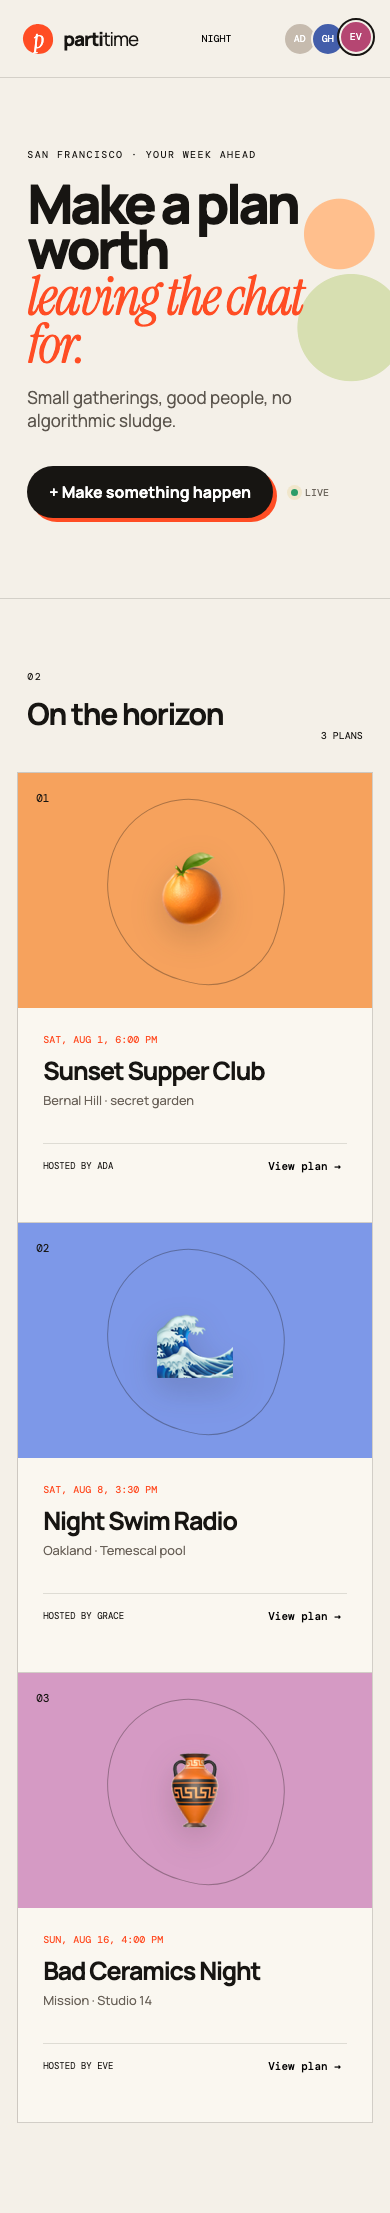 p partitime
NIGHT
AD GH EV
SAN FRANCISCO · YOUR WEEK AHEAD
Make a plan
worth
leaving the chat
for.
Small gatherings, good people, no
algorithmic sludge.
+ Make something happen
LIVE
02
On the horizon
3 PLANS
01
SAT, AUG 1, 6:00 PM
Sunset Supper Club
Bernal Hill · secret garden
HOSTED BY ADA
View plan →
02
SAT, AUG 8, 3:30 PM
Night Swim Radio
Oakland · Temescal pool
HOSTED BY GRACE
View plan →
03
SUN, AUG 16, 4:00 PM
Bad Ceramics Night
Mission · Studio 14
HOSTED BY EVE
View plan →